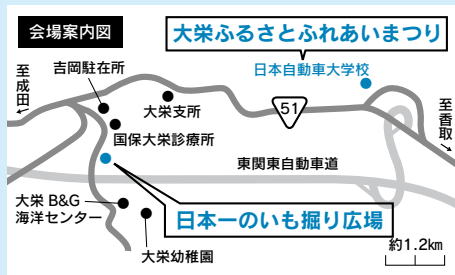 会場案内図
大栄ふるさとふれあいまつり
日本自動車大学校
至成田
吉岡駐在所
大栄支所
51
至香取
国保大栄診療所
東関東自動車道
大栄 B&G
海洋センター
日本一のいも掘り広場
大栄幼稚園
約1.2km